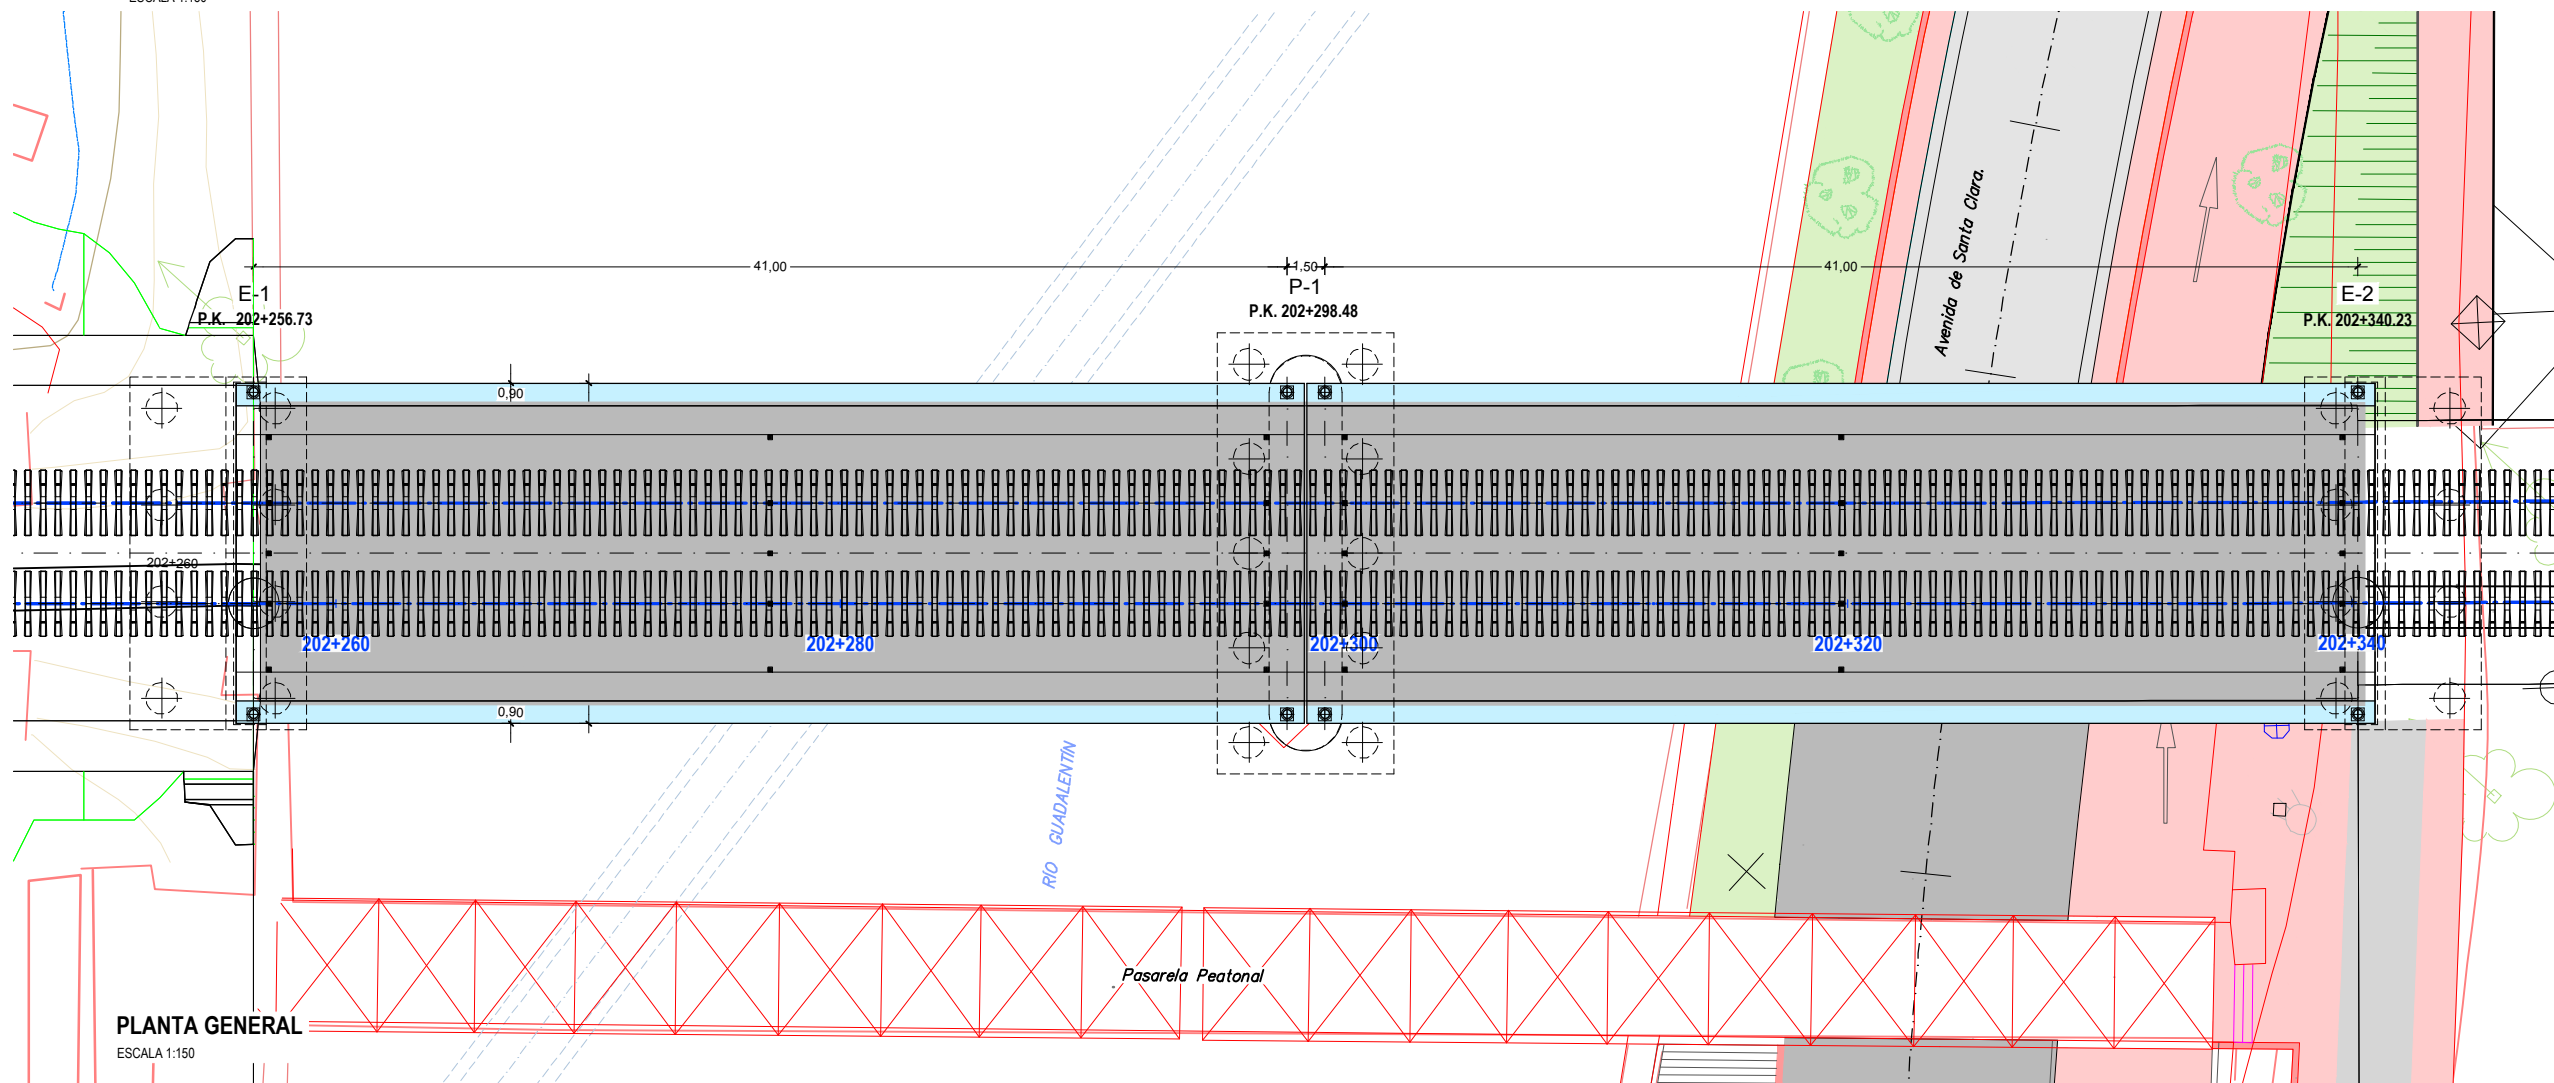 41,00
1,50
41,00
E-1
P-1
E-2
P.K. 202+256.73
P.K. 202+298.48
P.K. 202+340.23
Avenida de Santa Clara.
0,90
202+260
202+260
202+280
202+300
202+320
202+340
0,90
RÍO GUADALENTÍN
Pasarela Peatonal
PLANTA GENERAL
ESCALA 1:150